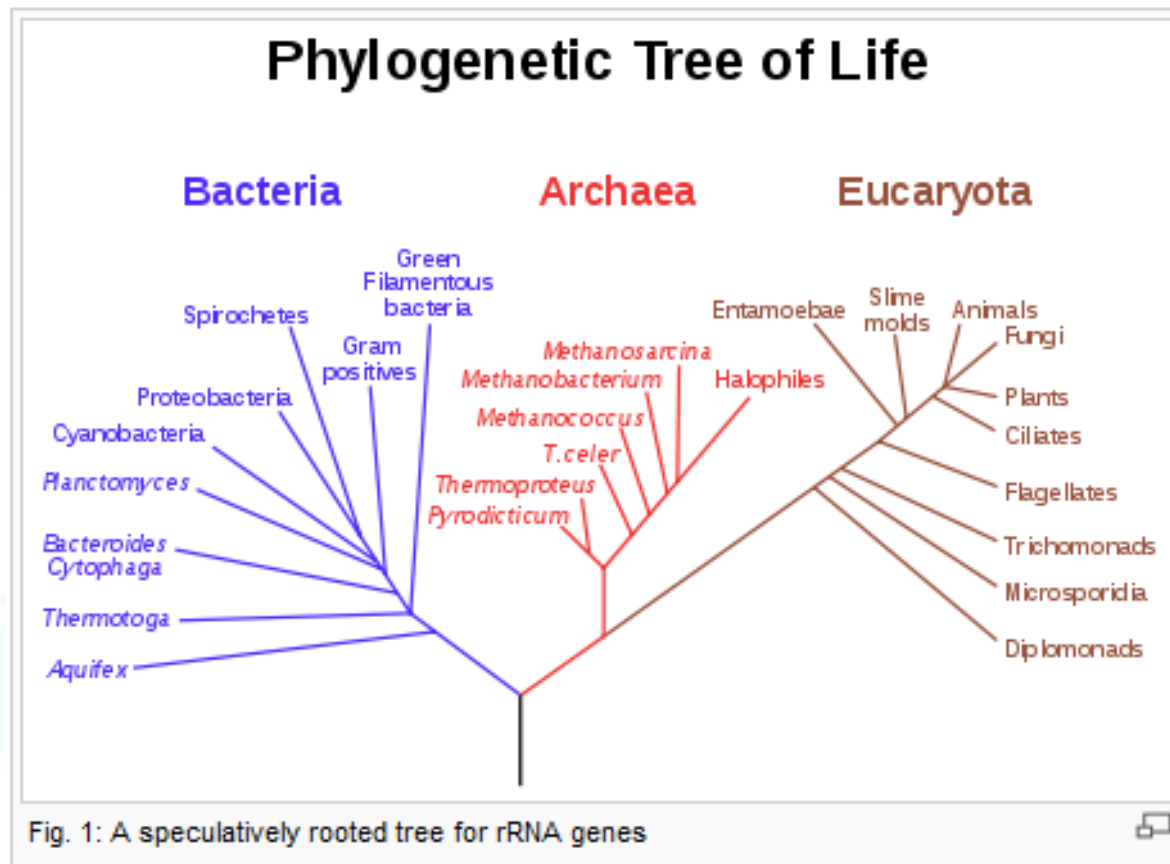 Phylogenetic Tree of Life
Bacteria
Archaea
Eucaryota
Green
Filamentous
bacteria
Spirochetes
Gram
positives
Proteobacteria
Cyanobacteria
Planctomyces
Bacteroides
Cytophaga
Thermotoga
Aquifex
Methanosarcina
Methanobacterium
Halophiles
Methanococcus
T.celer
Thermoproteus
Pyrodicticum
Entamoebae
Slime
molds
Animals
Fungi
Plants
Ciliates
Flagellates
Trichomonads
Microsporidia
Diplomonads
Fig. 1: A speculatively rooted tree for rRNA genes